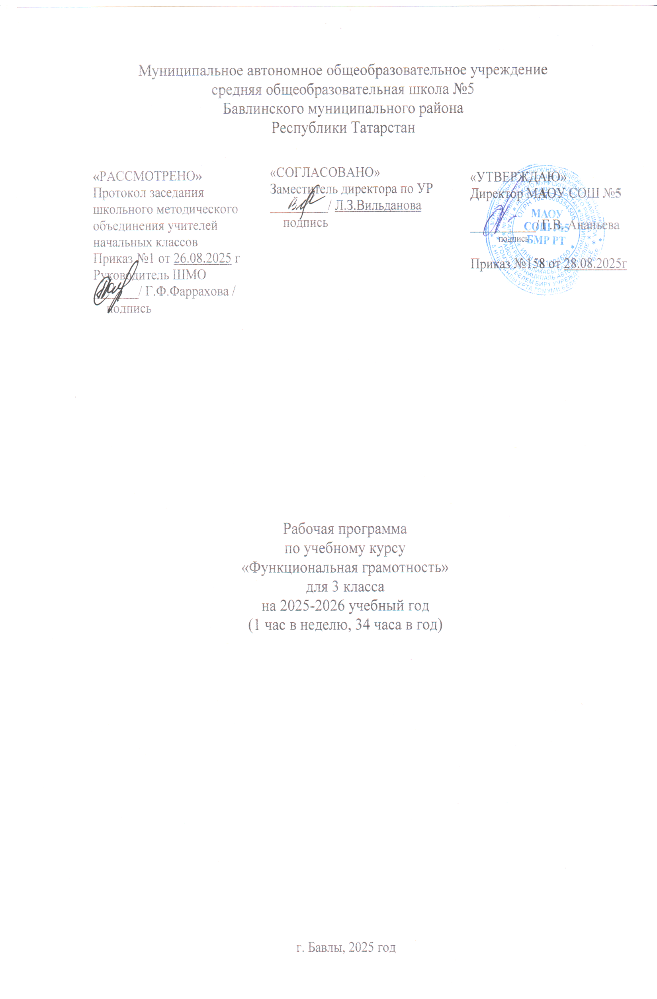 Муниципальное автономное общеобразовательное учреждение
средняя общеобразовательная школа №5
Бавлинского муниципального района
Республики Татарстан
«РАССМОТРЕНО»
Протокол заседания
школьного методического
объединения учителей
начальных классов
Приказ №1 от 26.08.2025 г
Руководитель ШМО
/ Г.Ф.Фаррахова /
подпись
«СОГЛАСОВАНО»
Заместитель директора по УР
/ Л.З.Вильданова
подпись
«УТВЕРЖДАЮ»
Директор МАОУ СОШ №5
/ Г.В. Ананьева
подпись
Приказ №158 от 28.08.2025г
МАОУ
СОШ №5
БМР РТ
Рабочая программа
по учебному курсу
«Функциональная грамотность»
для 3 класса
на 2025-2026 учебный год
(1 час в неделю, 34 часа в год)
г. Бавлы, 2025 год